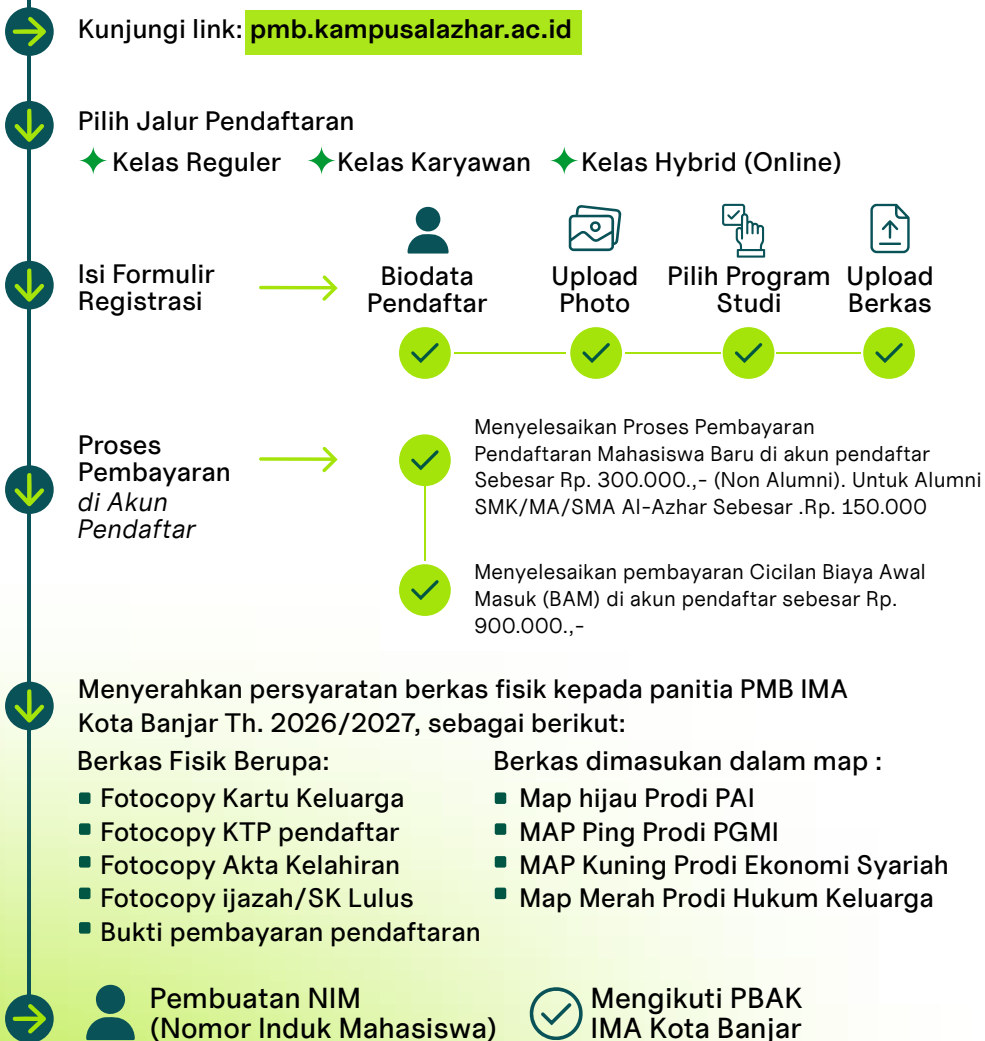 Kunjungi link: pmb.kampusalazhar.ac.id
Pilih Jalur Pendaftaran
Kelas Reguler Kelas Karyawan Kelas Hybrid (Online)
Isi Formulir
Registrasi
Biodata
Pendaftar
Upload
Photo
Pilih Program
Studi
Upload
Berkas
Proses
Pembayaran
di Akun
Pendaftar
Menyelesaikan Proses Pembayaran
Pendaftaran Mahasiswa Baru di akun pendaftar
Sebesar Rp. 300.000.,- (Non Alumni). Untuk Alumni
SMK/MA/SMA Al-Azhar Sebesar .Rp. 150.000
Menyelesaikan pembayaran Cicilan Biaya Awal
Masuk (BAM) di akun pendaftar sebesar Rp.
900.000.,-
Menyerahkan persyaratan berkas fisik kepada panitia PMB IMA
Kota Banjar Th. 2026/2027, sebagai berikut:
Berkas Fisik Berupa:
Fotocopy Kartu Keluarga
Fotocopy KTP pendaftar
Fotocopy Akta Kelahiran
Fotocopy ijazah/SK Lulus
Bukti pembayaran pendaftaran
Berkas dimasukan dalam map :
Map hijau Prodi PAI
MAP Ping Prodi PGMI
MAP Kuning Prodi Ekonomi Syariah
Map Merah Prodi Hukum Keluarga
Pembuatan NIM
(Nomor Induk Mahasiswa)
Mengikuti PBAK
IMA Kota Banjar